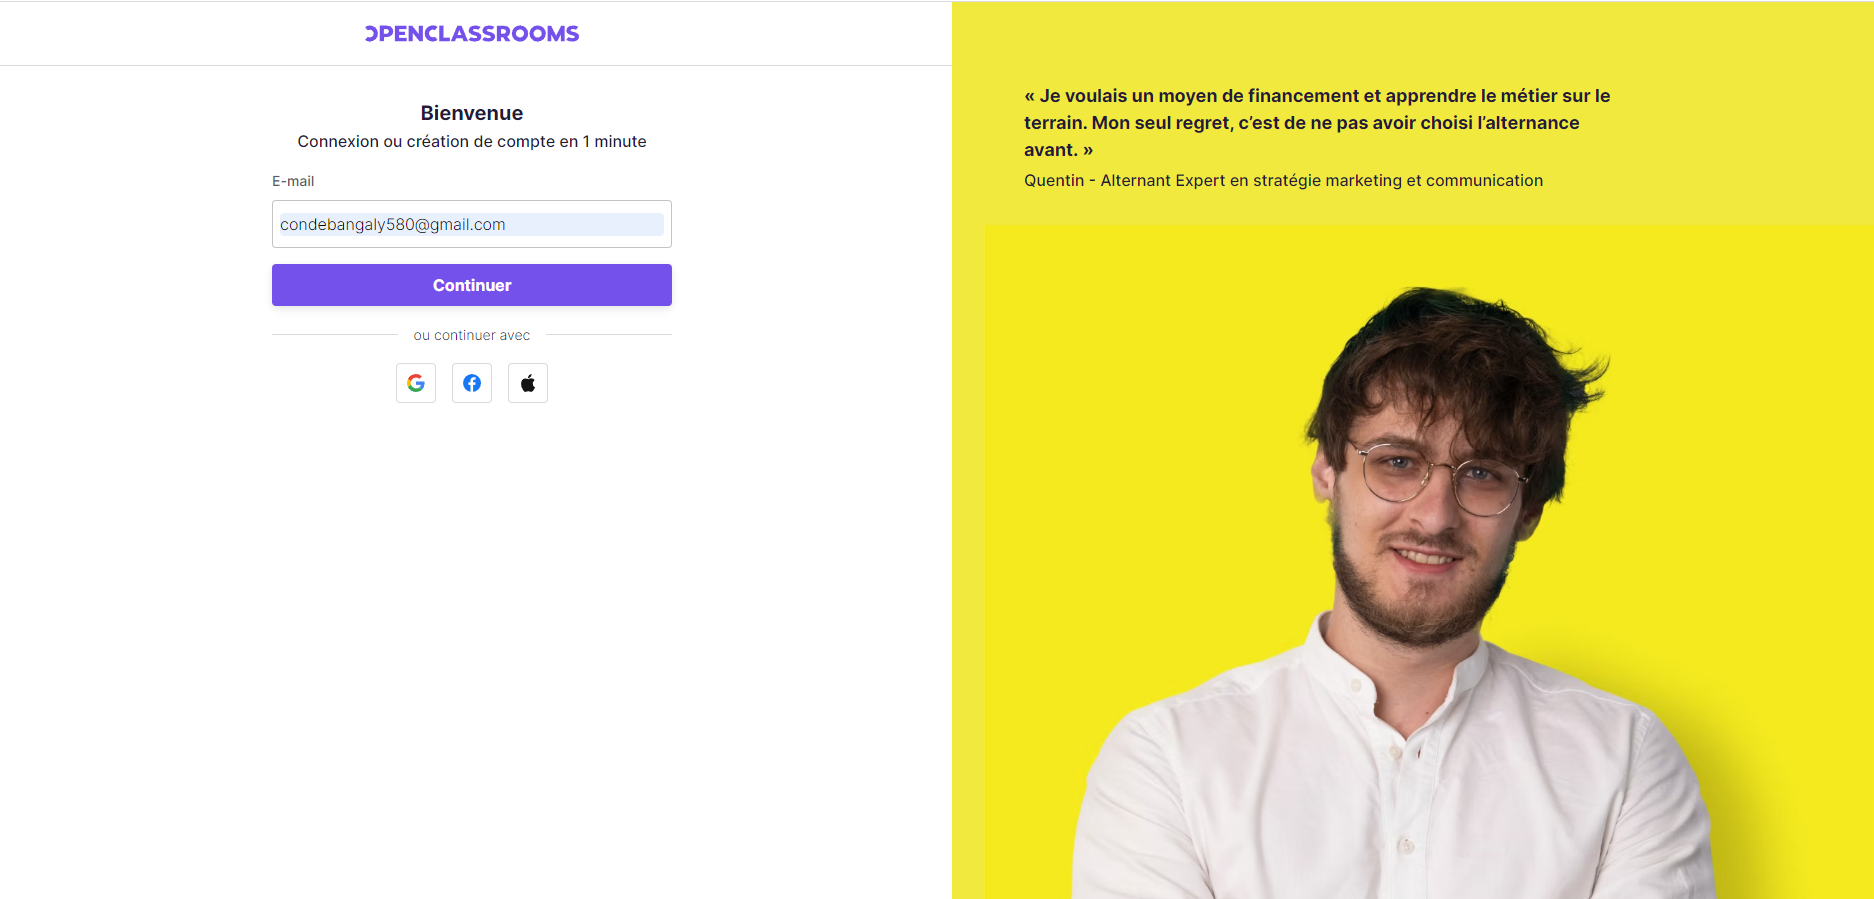 OPENCLASSROOMS
Bienvenue
Connexion ou création de compte en 1 minute
E-mail
condebangaly580@gmail.com
Continuer
ou continuer avec
« Je voulais un moyen de financement et apprendre le métier sur le
terrain. Mon seul regret, c’est de ne pas avoir choisi l’alternance
avant. »
Quentin - Alternant Expert en stratégie marketing et communication